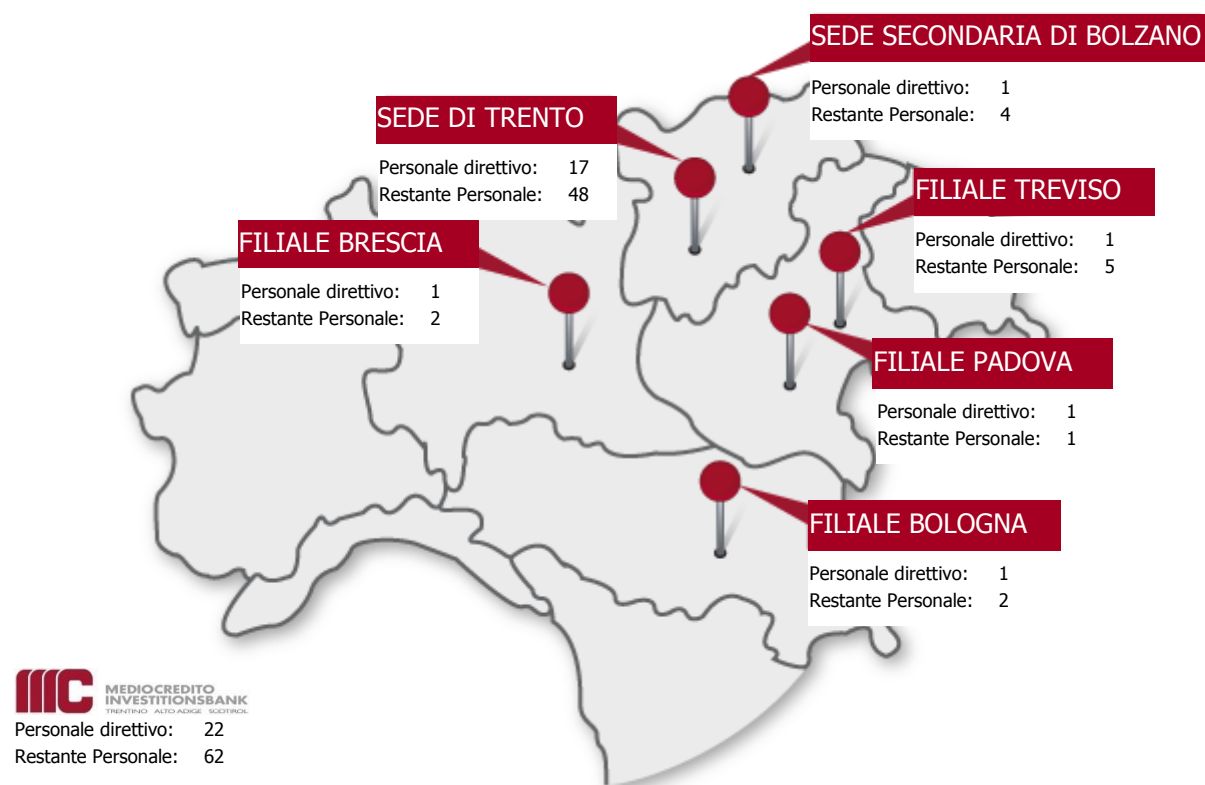 SEDE SECONDARIA DI BOLZANO
Personale direttivo: 1
Restante Personale: 4
SEDE DI TRENTO
Personale direttivo: 17
Restante Personale: 48
FILIALE TREVISO
Personale direttivo: 1
Restante Personale: 5
FILIALE BRESCIA
Personale direttivo: 1
Restante Personale: 2
FILIALE PADOVA
Personale direttivo: 1
Restante Personale: 1
FILIALE BOLOGNA
Personale direttivo: 1
Restante Personale: 2
MC MEDIOCREDITO
INVESTITIONSBANK
TRENTINO ALTO ADIGE SÜDTIROL
Personale direttivo: 22
Restante Personale: 62